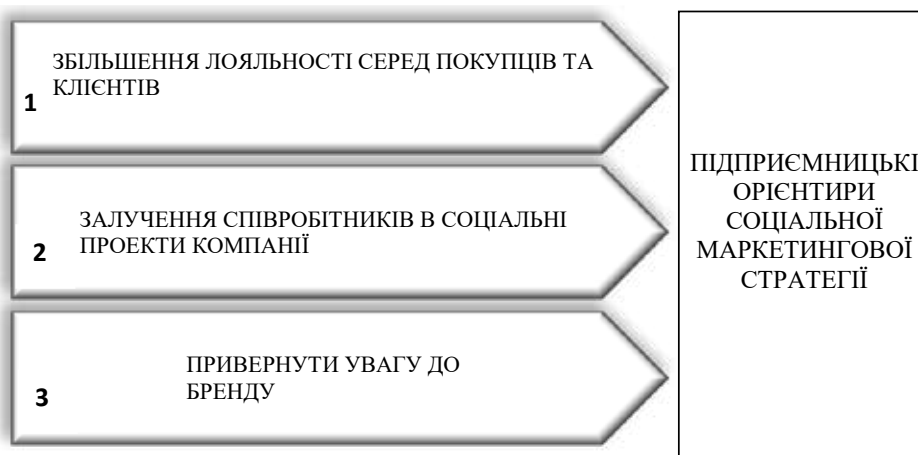 ЗБІЛЬШЕННЯ ЛОЯЛЬНОСТІ СЕРЕД ПОКУПЦІВ ТА
КЛІЄНТІВ
1
ЗАЛУЧЕННЯ СПІВРОБІТНИКІВ В СОЦІАЛЬНІ
ПРОЕКТИ КОМПАНІЇ
2
ПРИВЕРНУТИ УВАГУ ДО
БРЕНДУ
3
ПІДПРИЄМНИЦЬКІ
ОРІЄНТИРИ
СОЦІАЛЬНОЇ
МАРКЕТИНГОВОЇ
СТРАТЕГІЇ